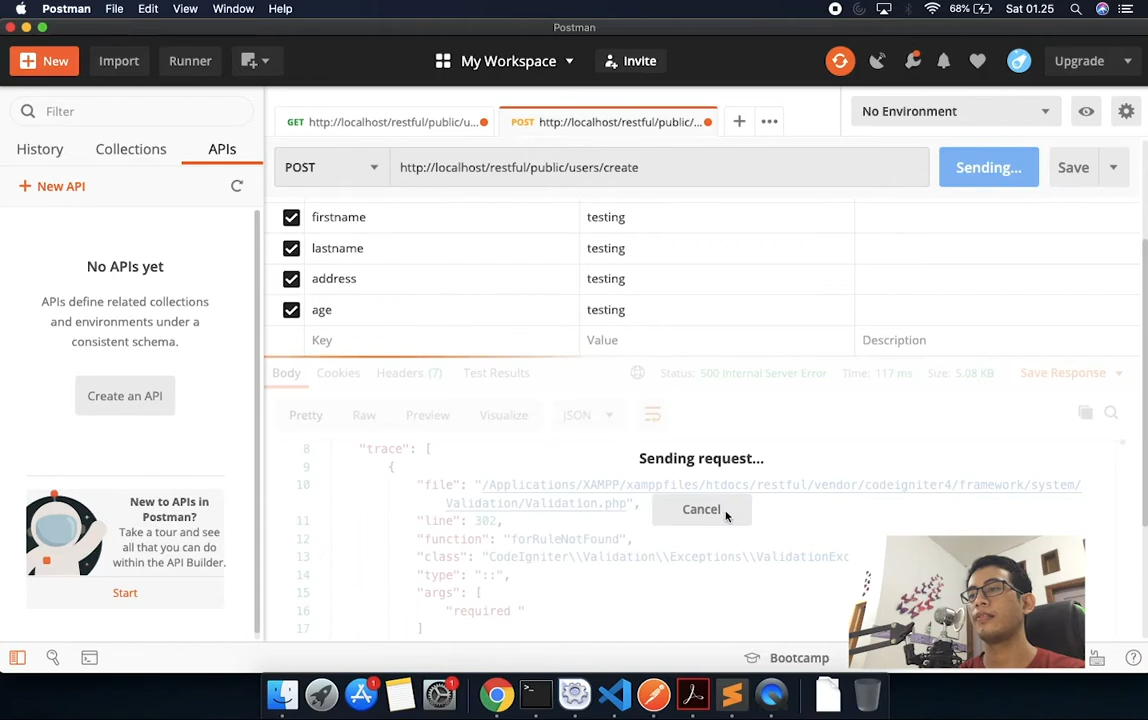 Postman File Edit View Window Help 68% Sat 01.25
Postman
New Import Runner My Workspace Invite Upgrade
Filter
GET http://localhost/restful/public/u... POST http://localhost/restful/public/... No Environment
History Collections APIs
POST http://localhost/restful/public/users/create Sending... Save
New API
firstname testing
lastname testing
address testing
age testing
Key Value Description
No APIs yet
APIs define related collections
and environments under a
consistent schema.
Create an API
Body Cookies Headers (7) Test Results Status: 500 Internal Server Error Time: 117 ms Size: 5.08 KB Save Response
Pretty Raw Preview Visualize JSON
Sending request...
Cancel
8 "trace": [
9 {
10 "file": "/Applications/XAMPP/xamppfiles/htdocs/restful/vendor/codeigniter4/framework/system/
Validation/Validation.php",
11 "line": 302,
12 "function": "forRuleNotFound",
13 "class": "CodeIgniter\\Validation\\Exceptions\\ValidationExc
14 "type": "::",
15 "args": [
16 "required "
17 ]
New to APIs in
Postman?
Take a tour and see
all that you can do
within the API Builder.
Start
Bootcamp
1 1